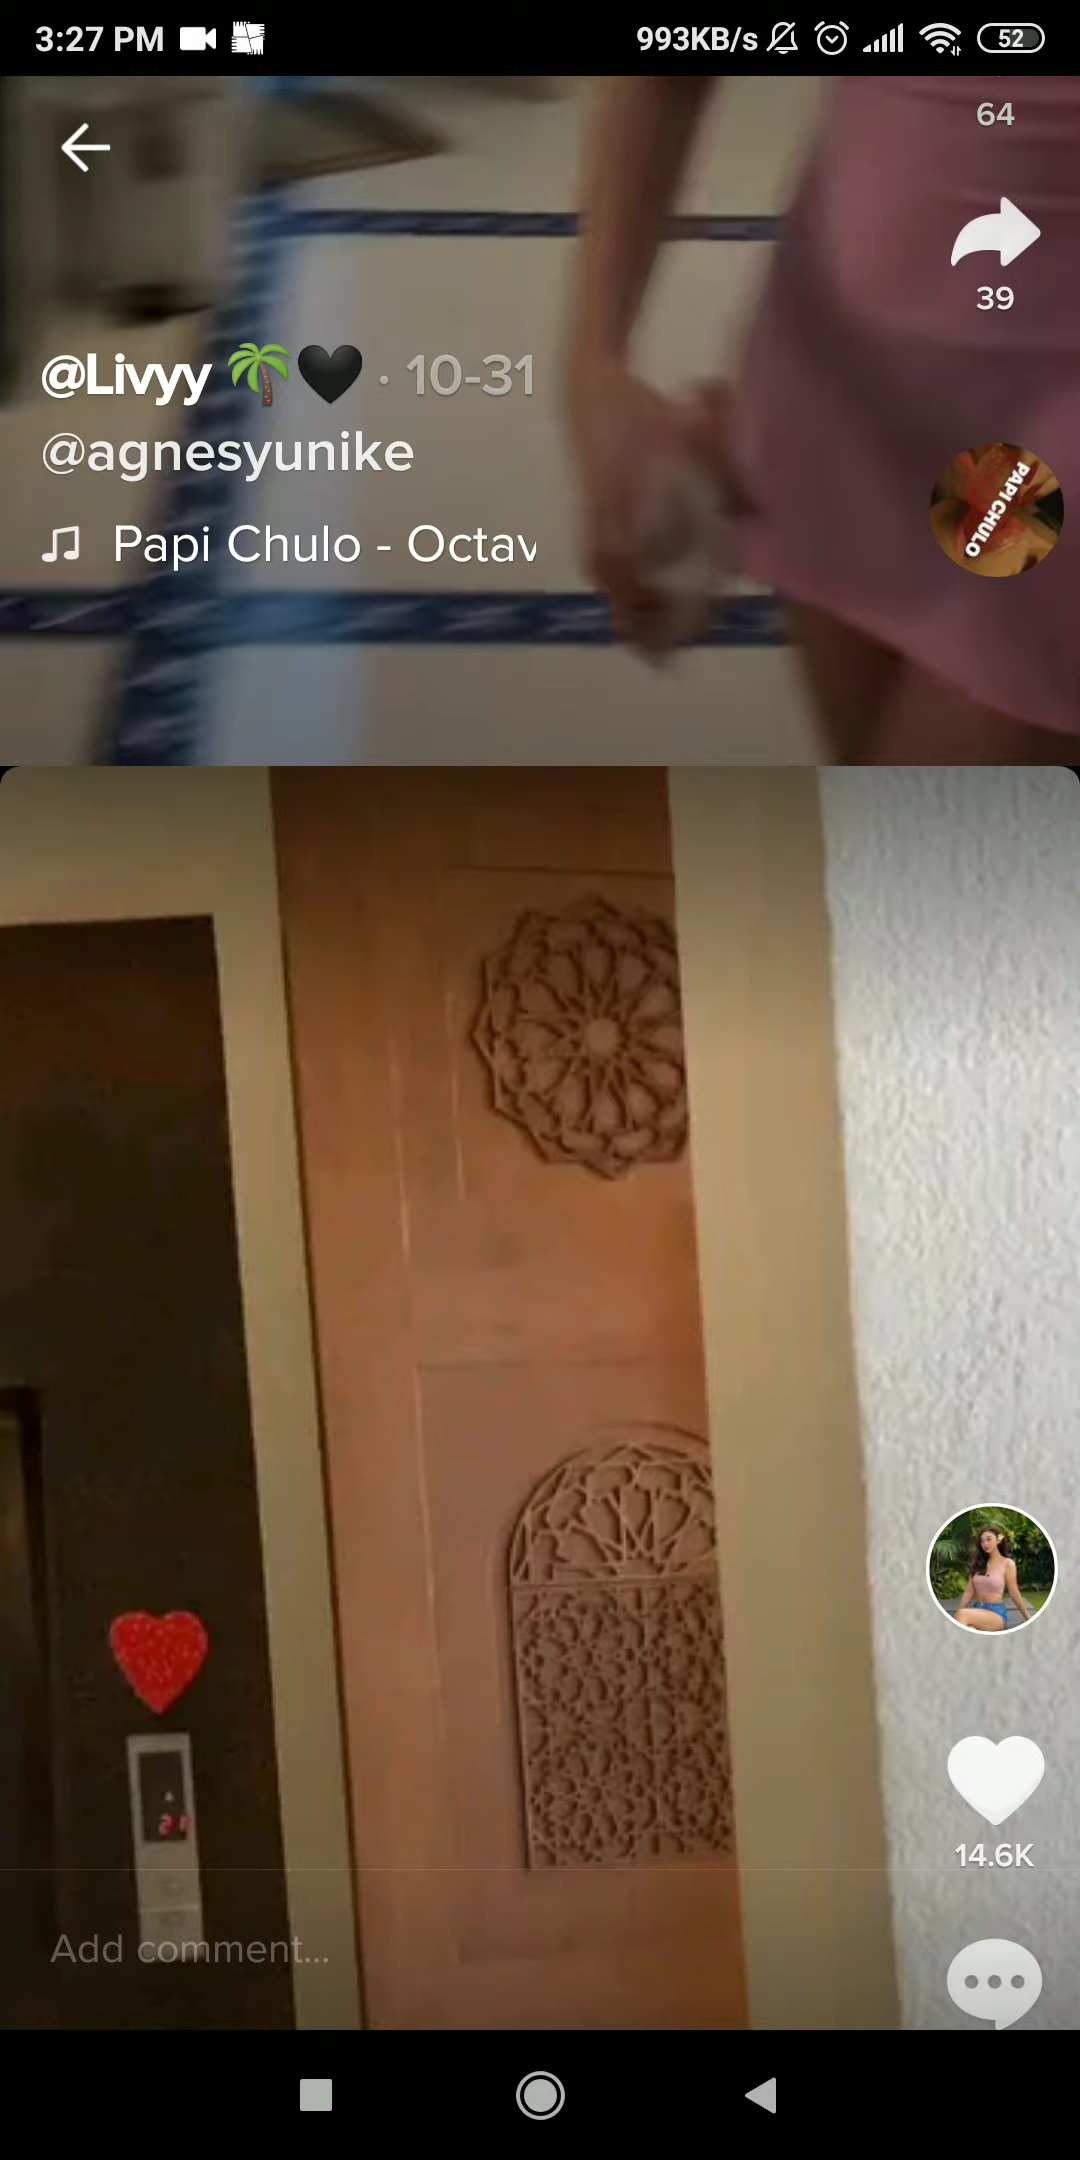 3:27 PM
993KB/s
52
64
39
@Livyy 🌴🖤 · 10-31
@agnesyunike
Papi Chulo - Octav
PAPI CHULO
21
14.6K
Add comment...